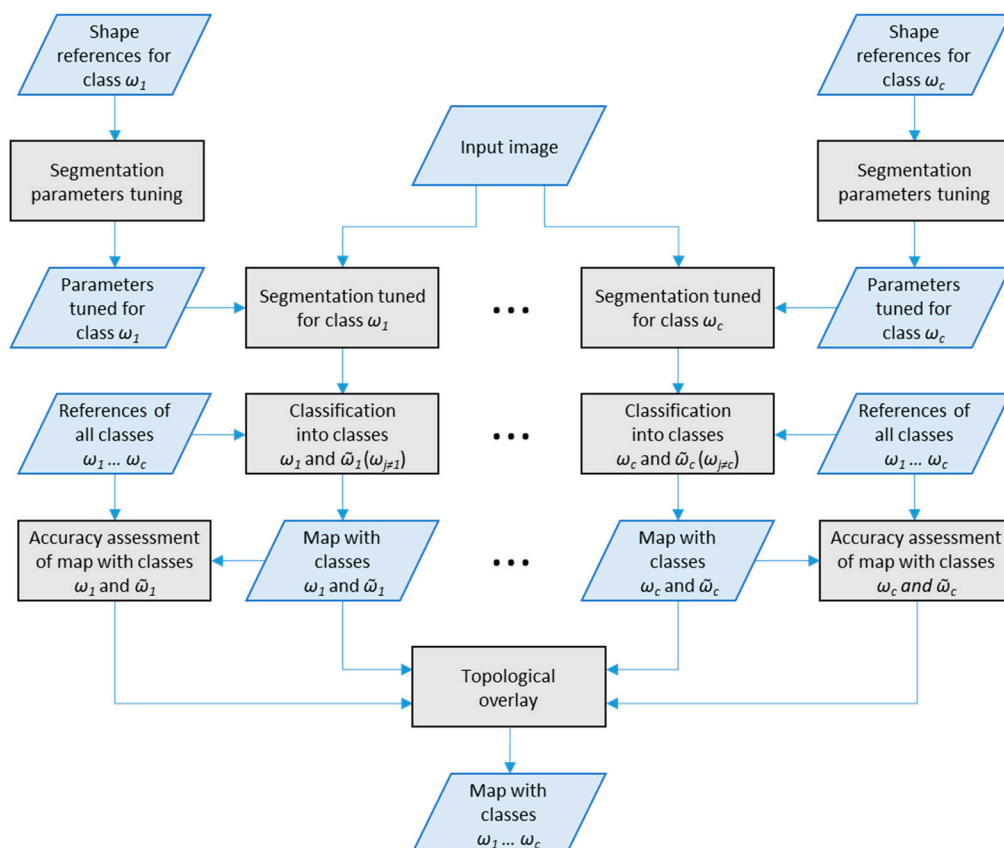 Shape
references for
class ω1
Shape
references for
class ωc
Input image
Segmentation
parameters tuning
Segmentation
parameters tuning
Parameters
tuned for
class ω1
Segmentation tuned
for class ω1
...
Segmentation tuned
for class ωc
Parameters
tuned for
class ωc
References of
all classes
ω1 ... ωc
Classification
into classes
ω1 and ω̃1 (ωj≠1)
...
Classification
into classes
ωc and ω̃c (ωj≠c)
References of
all classes
ω1 ... ωc
Accuracy assessment
of map with classes
ω1 and ω̃1
Map with
classes
ω1 and ω̃1
...
Map with
classes
ωc and ω̃c
Accuracy assessment
of map with classes
ωc and ω̃c
Topological
overlay
Map with
classes
ω1 ... ωc